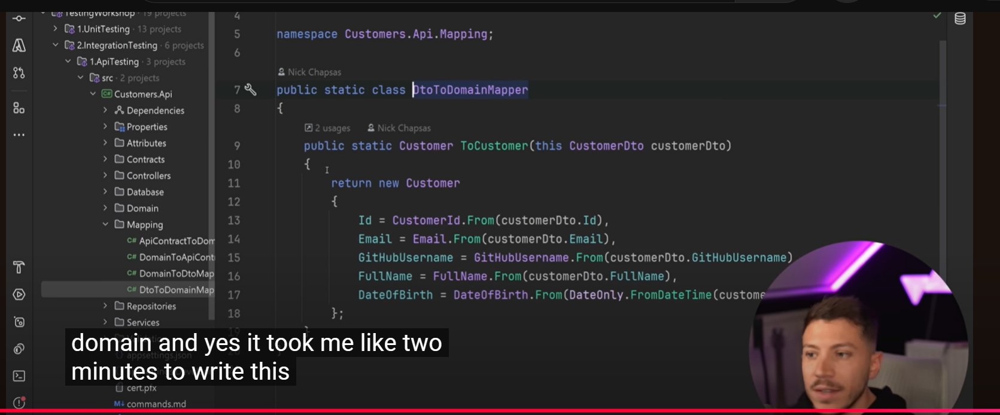 TestingWorkshop · 19 projects
1.UnitTesting · 13 projects
2.IntegrationTesting · 6 projects
1.ApiTesting · 3 projects
src · 2 projects
Customers.Api
Dependencies
Properties
Attributes
Contracts
Controllers
Database
Domain
Mapping
C# ApiContractToDom
C# DomainToApiCont
C# DomainToDtoMap
C# DtoToDomainMap
Repositories
Services
appsettings.json
cert.pfx
M↓ commands.md
4
5 namespace Customers.Api.Mapping;
6
Nick Chapsas
7 public static class DtoToDomainMapper
8 {
2 usages Nick Chapsas
9 public static Customer ToCustomer(this CustomerDto customerDto)
10 {
11 return new Customer
12 {
13 Id = CustomerId.From(customerDto.Id),
14 Email = Email.From(customerDto.Email),
15 GitHubUsername = GitHubUsername.From(customerDto.GitHubUsername)
16 FullName = FullName.From(customerDto.FullName),
17 DateOfBirth = DateOfBirth.From(DateOnly.FromDateTime(custome
18 };
19 }
domain and yes it took me like two
minutes to write this